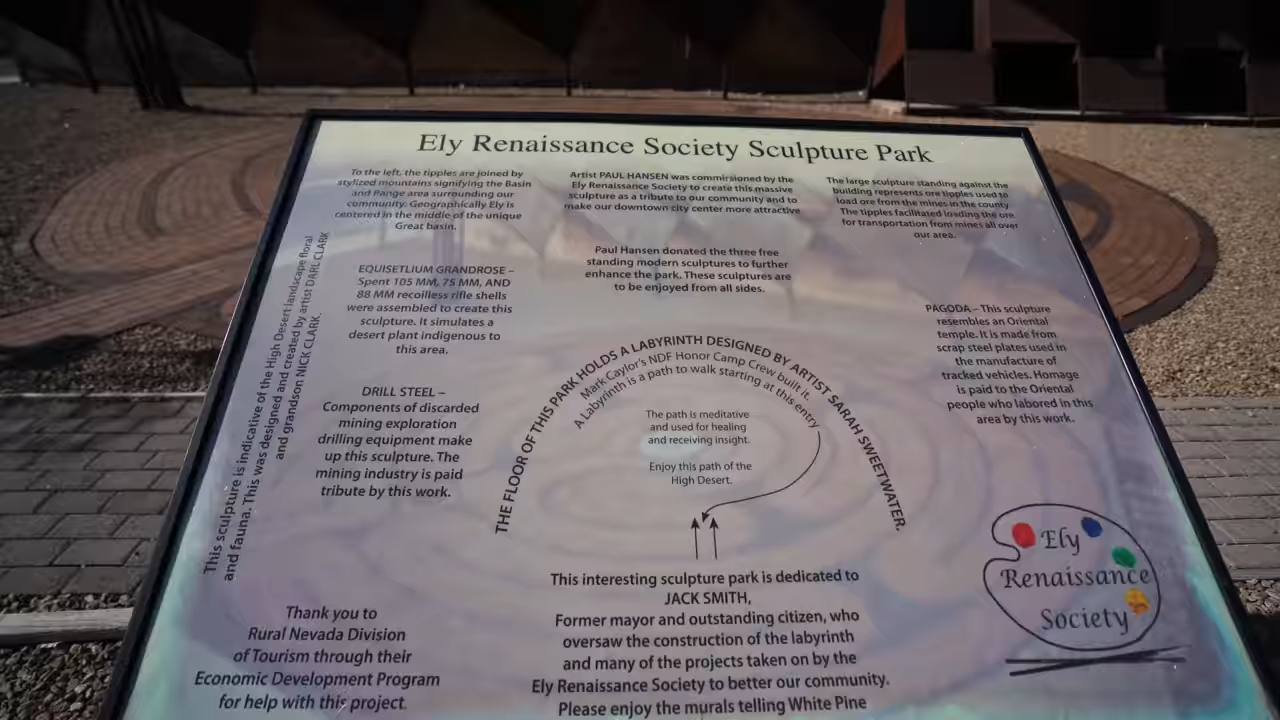 Ely Renaissance Society Sculpture Park
To the left, the tipples are joined by
stylized mountains signifying the Basin
and Range area surrounding our
community. Geographically Ely is
centered in the middle of the unique
Great basin.
Artist PAUL HANSEN was commirsioned by the
Ely Renaissance Society to create this massive
sculpture as a tribute to our community and to
make our downtown city center more attractive
The large sculpture standing against the
building represents ore tipples used to
load ore from the mines in the county
The tipples facilitated loading the ore
for transportation from mines all over
our area.
Paul Hansen donated the three free
standing modern sculptures to further
enhance the park. These sculptures are
to be enjoyed from all sides.
This sculpture is indicative of the High Desert landscape floral
and fauna. This was designed and created by artist DARL CLARK
and grandson NICK CLARK.
EQUISETLIUM GRANDROSE –
Spent 105 MM, 75 MM, AND
88 MM recoilless rifle shells
were assembled to create this
sculpture. It simulates a
desert plant indigenous to
this area.
PAGODA – This sculpture
resembles an Oriental
temple. It is made from
scrap steel plates used in
the manufacture of
tracked vehicles. Homage
is paid to the Oriental
people who labored in this
area by this work.
DRILL STEEL –
Components of discarded
mining exploration
drilling equipment make
up this sculpture. The
mining industry is paid
tribute by this work.
THE FLOOR OF THIS PARK HOLDS A LABYRINTH DESIGNED BY ARTIST SARAH SWEETWATER.
Mark Caylor's NDF Honor Camp Crew built it.
A Labyrinth is a path to walk starting at this entry
The path is meditative
and used for healing
and receiving insight.
Enjoy this path of the
High Desert.
Ely
Renaissance
Society
Thank you to
Rural Nevada Division
of Tourism through their
Economic Development Program
for help with this project.
This interesting sculpture park is dedicated to
JACK SMITH,
Former mayor and outstanding citizen, who
oversaw the construction of the labyrinth
and many of the projects taken on by the
Ely Renaissance Society to better our community.
Please enjoy the murals telling White Pine